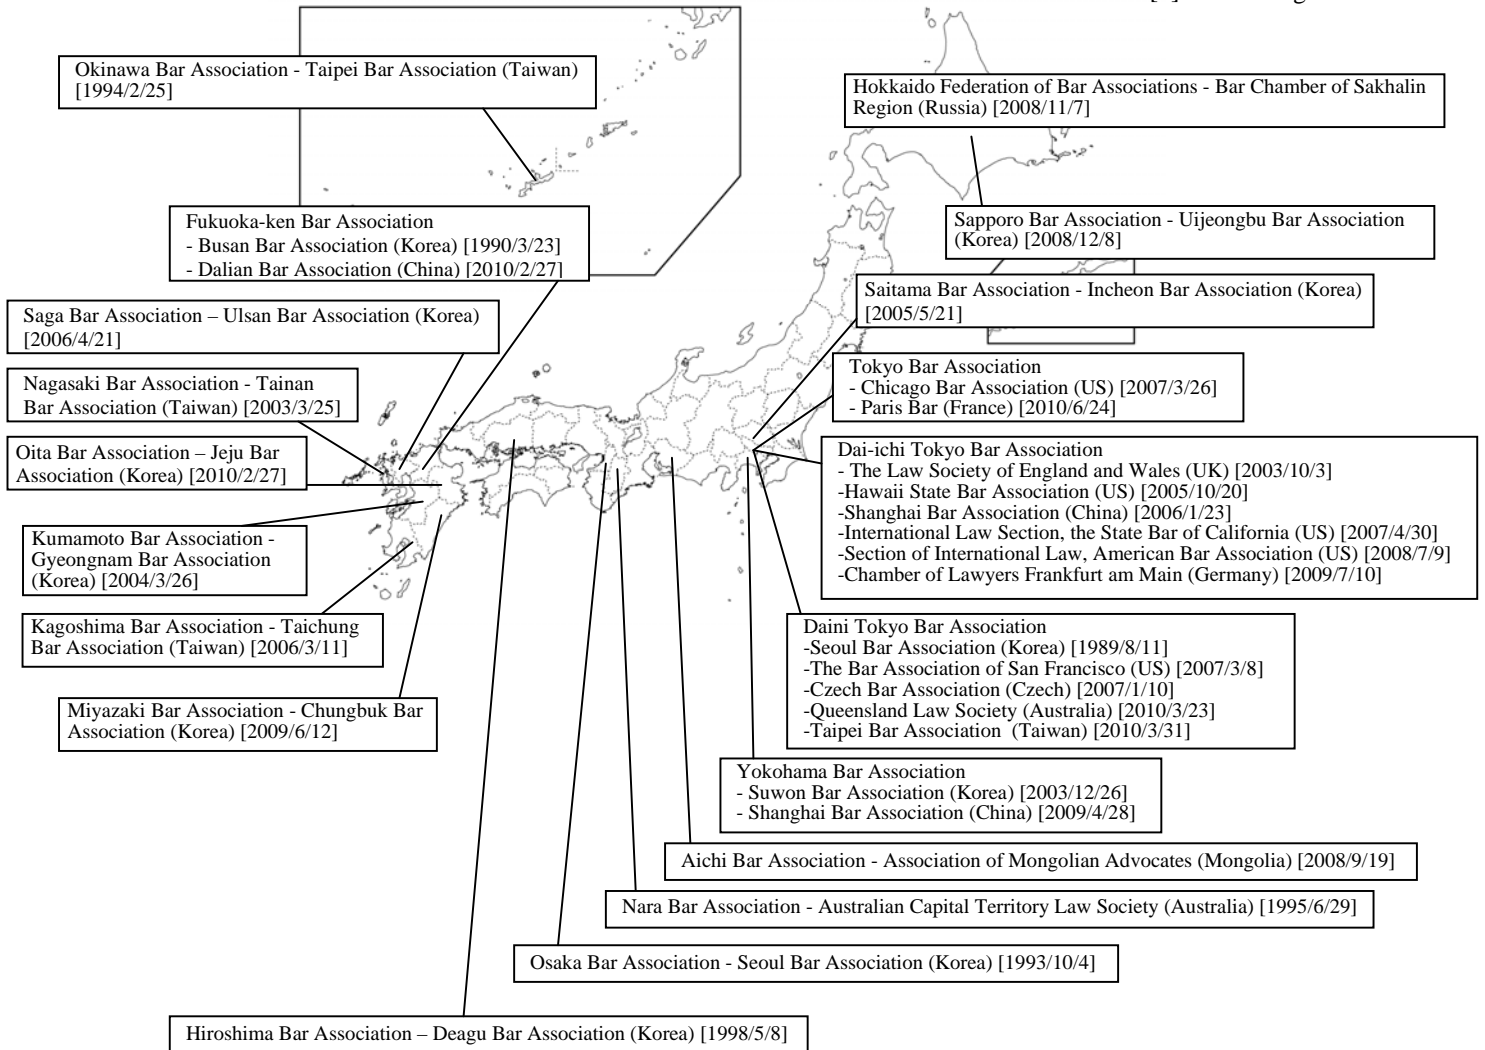 Okinawa Bar Association - Taipei Bar Association (Taiwan)
[1994/2/25]
Hokkaido Federation of Bar Associations - Bar Chamber of Sakhalin
Region (Russia) [2008/11/7]
Fukuoka-ken Bar Association
- Busan Bar Association (Korea) [1990/3/23]
- Dalian Bar Association (China) [2010/2/27]
Sapporo Bar Association - Uijeongbu Bar Association
(Korea) [2008/12/8]
Saitama Bar Association - Incheon Bar Association (Korea)
[2005/5/21]
Saga Bar Association – Ulsan Bar Association (Korea)
[2006/4/21]
Tokyo Bar Association
- Chicago Bar Association (US) [2007/3/26]
- Paris Bar (France) [2010/6/24]
Nagasaki Bar Association - Tainan
Bar Association (Taiwan) [2003/3/25]
Oita Bar Association – Jeju Bar
Association (Korea) [2010/2/27]
Dai-ichi Tokyo Bar Association
- The Law Society of England and Wales (UK) [2003/10/3]
-Hawaii State Bar Association (US) [2005/10/20]
-Shanghai Bar Association (China) [2006/1/23]
-International Law Section, the State Bar of California (US) [2007/4/30]
-Section of International Law, American Bar Association (US) [2008/7/9]
-Chamber of Lawyers Frankfurt am Main (Germany) [2009/7/10]
Kumamoto Bar Association -
Gyeongnam Bar Association
(Korea) [2004/3/26]
Kagoshima Bar Association - Taichung
Bar Association (Taiwan) [2006/3/11]
Daini Tokyo Bar Association
-Seoul Bar Association (Korea) [1989/8/11]
-The Bar Association of San Francisco (US) [2007/3/8]
-Czech Bar Association (Czech) [2007/1/10]
-Queensland Law Society (Australia) [2010/3/23]
-Taipei Bar Association (Taiwan) [2010/3/31]
Miyazaki Bar Association - Chungbuk Bar
Association (Korea) [2009/6/12]
Yokohama Bar Association
- Suwon Bar Association (Korea) [2003/12/26]
- Shanghai Bar Association (China) [2009/4/28]
Aichi Bar Association - Association of Mongolian Advocates (Mongolia) [2008/9/19]
Nara Bar Association - Australian Capital Territory Law Society (Australia) [1995/6/29]
Osaka Bar Association - Seoul Bar Association (Korea) [1993/10/4]
Hiroshima Bar Association – Deagu Bar Association (Korea) [1998/5/8]